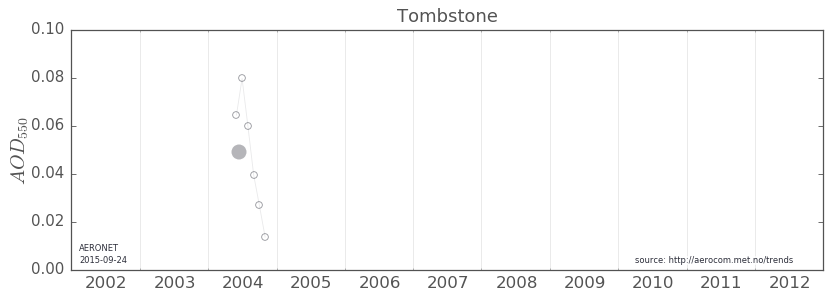 Tombstone
0.10
0.08
0.06
0.04
0.02
0.00
AOD550
AERONET
2015-09-24
source: http://aerocom.met.no/trends
2002 2003 2004 2005 2006 2007 2008 2009 2010 2011 2012